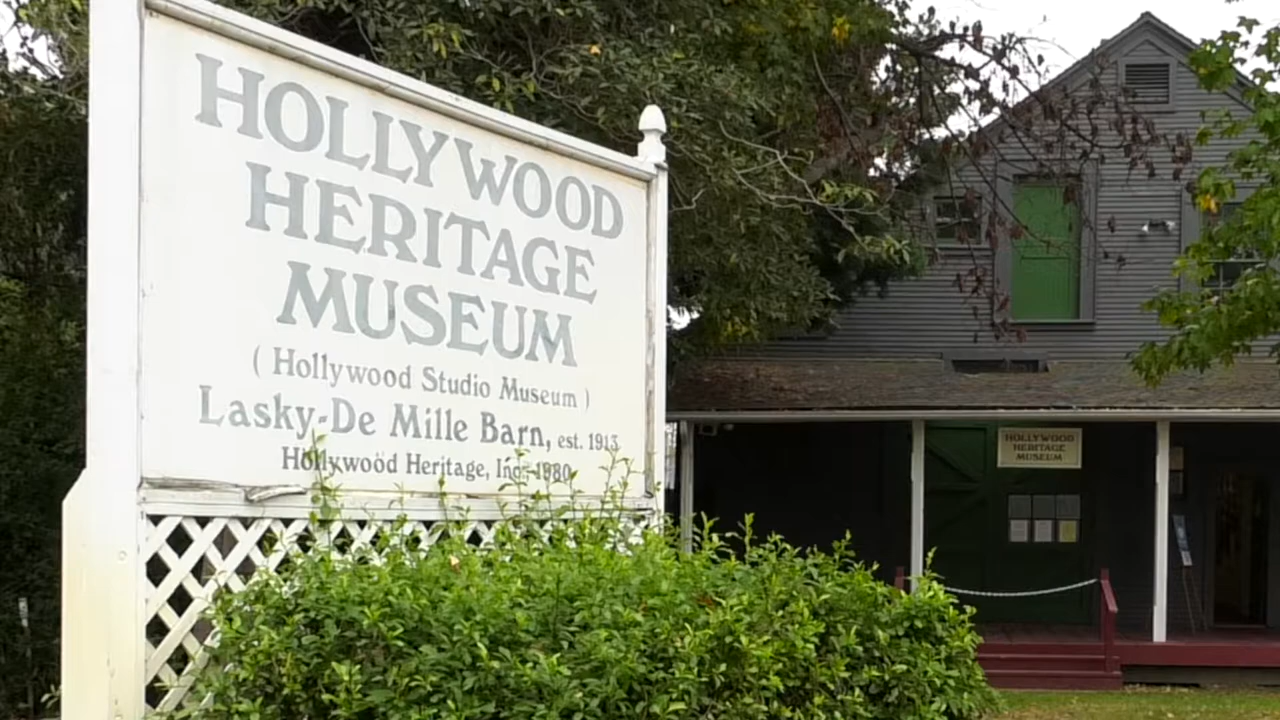 HOLLYWOOD
HERITAGE
MUSEUM
( Hollywood Studio Museum )
Lasky-De Mille Barn, est. 1913
Hollywood Heritage, Inc., 1980
HOLLYWOOD
HERITAGE
MUSEUM